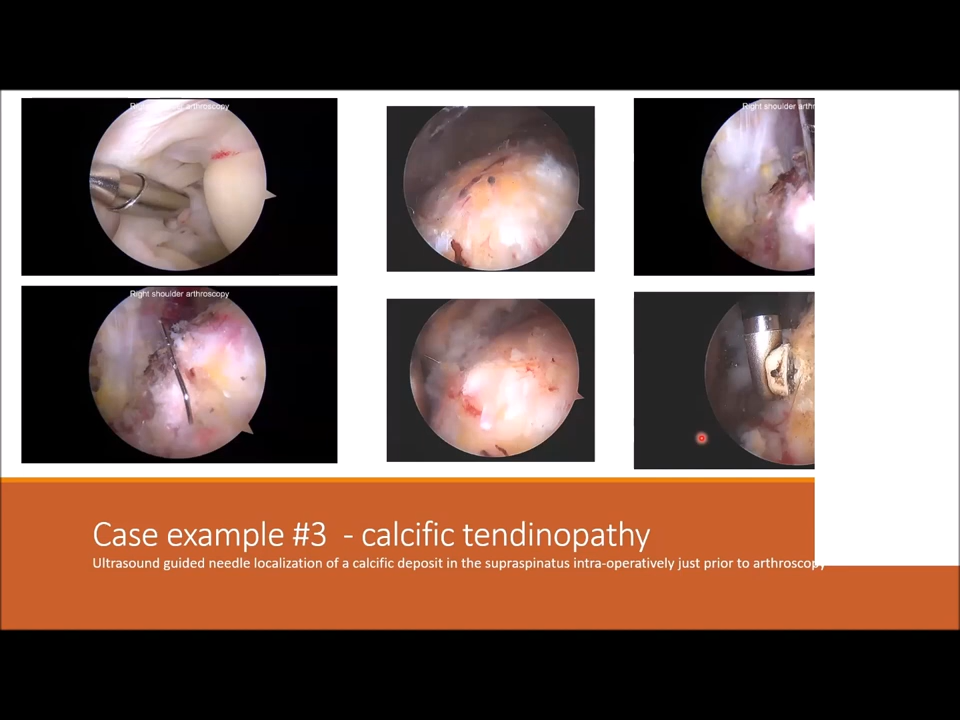 Right shoulder arthroscopy
Right shoulder arthr
Right shoulder arthroscopy
Case example #3 - calcific tendinopathy
Ultrasound guided needle localization of a calcific deposit in the supraspinatus intra-operatively just prior to arthroscopy